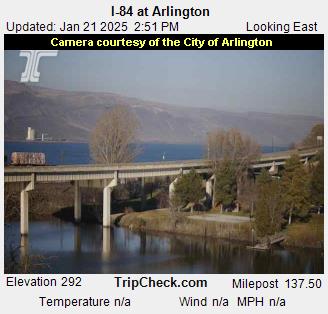 I-84 at Arlington
Updated: Jan 21 2025 2:51 PM Looking East
Camera courtesy of the City of Arlington
Elevation 292 TripCheck.com Milepost 137.50
Temperature n/a Wind n/a MPH n/a